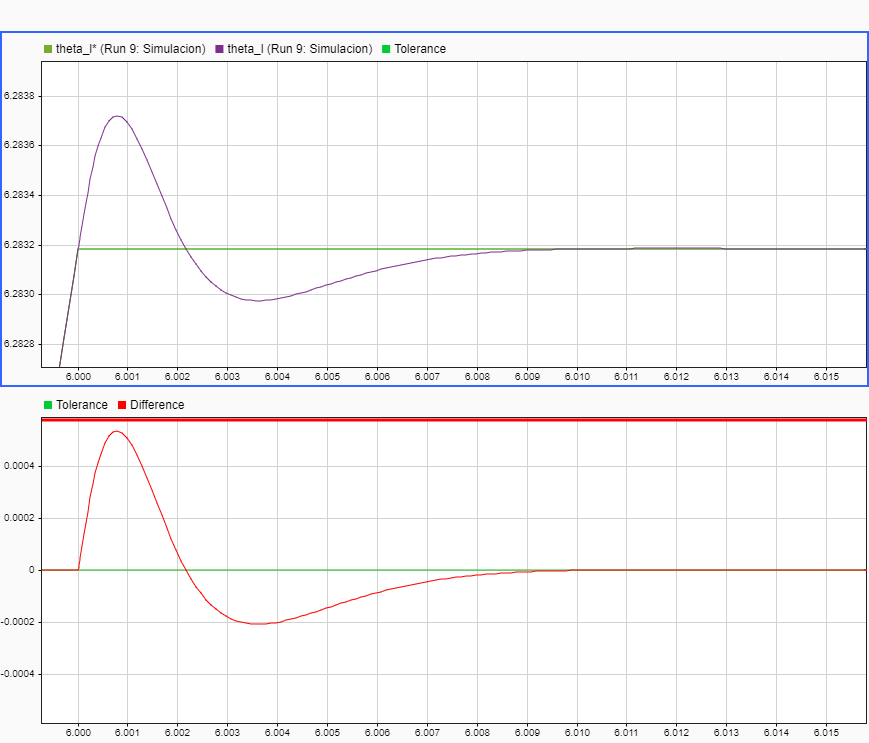 theta_l* (Run 9: Simulacion) theta_l (Run 9: Simulacion) Tolerance
6.2838
6.2836
6.2834
6.2832
6.2830
6.2828
6.000 6.001 6.002 6.003 6.004 6.005 6.006 6.007 6.008 6.009 6.010 6.011 6.012 6.013 6.014 6.015
Tolerance Difference
0.0004
0.0002
0
-0.0002
-0.0004
6.000 6.001 6.002 6.003 6.004 6.005 6.006 6.007 6.008 6.009 6.010 6.011 6.012 6.013 6.014 6.015